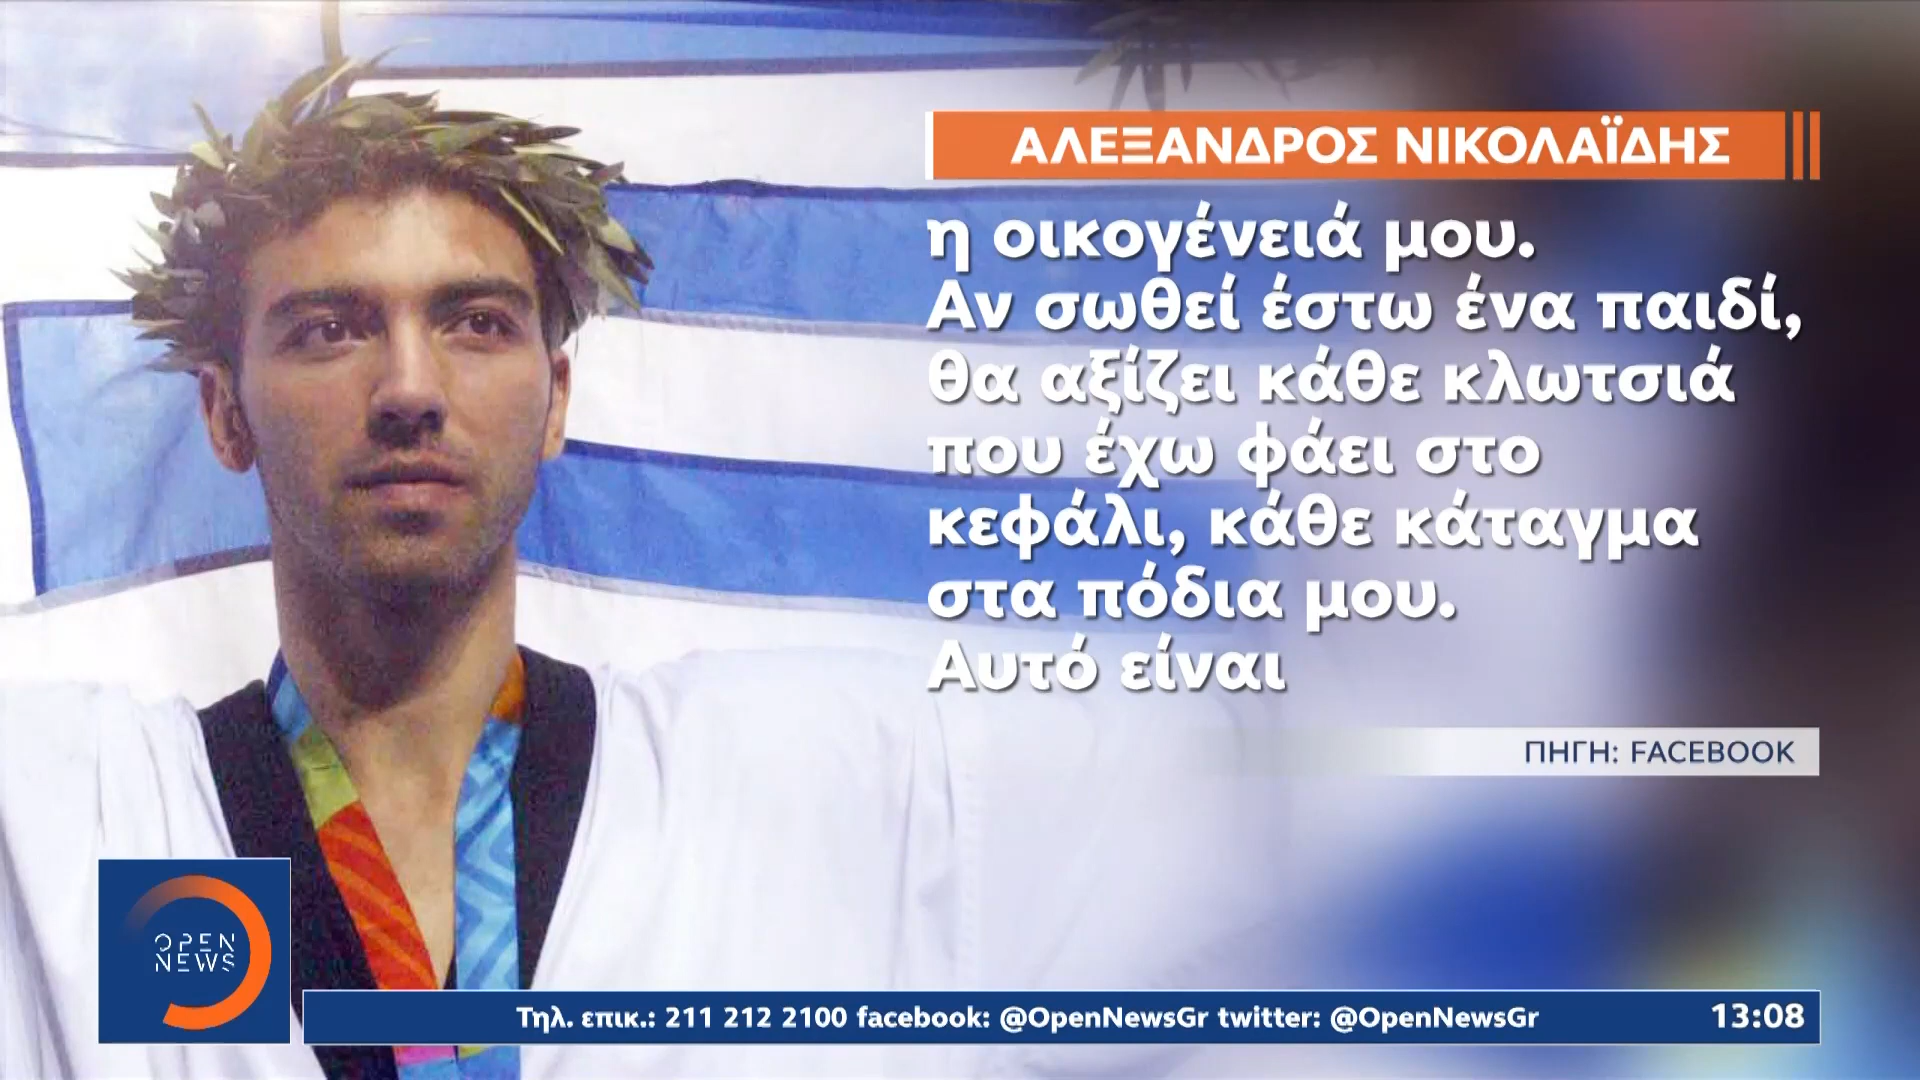 ΑΛΕΞΑΝΔΡΟΣ ΝΙΚΟΛΑΪΔΗΣ
η οικογένειά μου.
Αν σωθεί έστω ένα παιδί,
θα αξίζει κάθε κλωτσιά
που έχω φάει στο
κεφάλι, κάθε κάταγμα
στα πόδια μου.
Αυτό είναι
ΠΗΓΗ: FACEBOOK
OPEN
NEWS
Τηλ. επικ.: 211 212 2100 facebook: @OpenNewsGr twitter: @OpenNewsGr
13:08